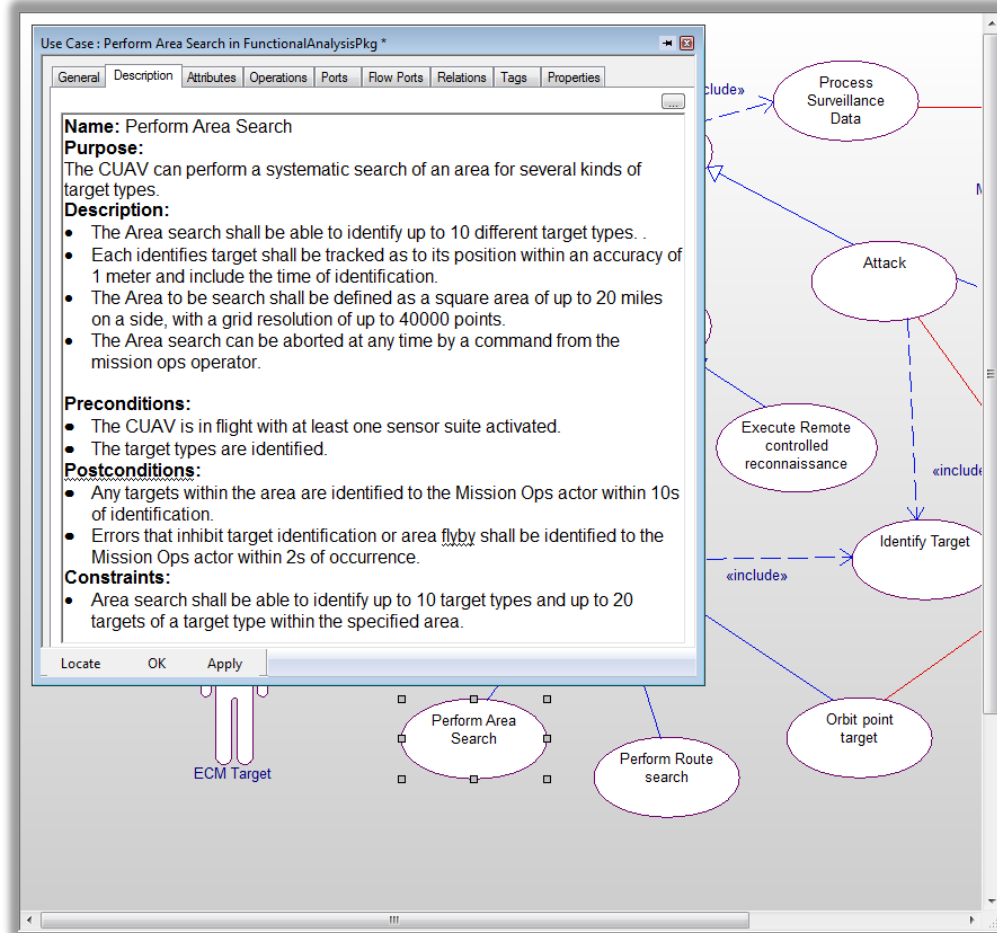 Use Case : Perform Area Search in FunctionalAnalysisPkg *
General Description Attributes Operations Ports Flow Ports Relations Tags Properties
...
Name: Perform Area Search
Purpose:
The CUAV can perform a systematic search of an area for several kinds of
target types.
Description:
• The Area search shall be able to identify up to 10 different target types. .
• Each identifies target shall be tracked as to its position within an accuracy of
1 meter and include the time of identification.
• The Area to be search shall be defined as a square area of up to 20 miles
on a side, with a grid resolution of up to 40000 points.
• The Area search can be aborted at any time by a command from the
mission ops operator.
Preconditions:
• The CUAV is in flight with at least one sensor suite activated.
• The target types are identified.
Postconditions:
• Any targets within the area are identified to the Mission Ops actor within 10s
of identification.
• Errors that inhibit target identification or area flyby shall be identified to the
Mission Ops actor within 2s of occurrence.
Constraints:
• Area search shall be able to identify up to 10 target types and up to 20
targets of a target type within the specified area.
Locate OK Apply
clude»
Process
Surveillance
Data
Attack
Execute Remote
controlled
reconnaissance
«include
Identify Target
«include»
Perform Area
Search
Perform Route
search
Orbit point
target
ECM Target